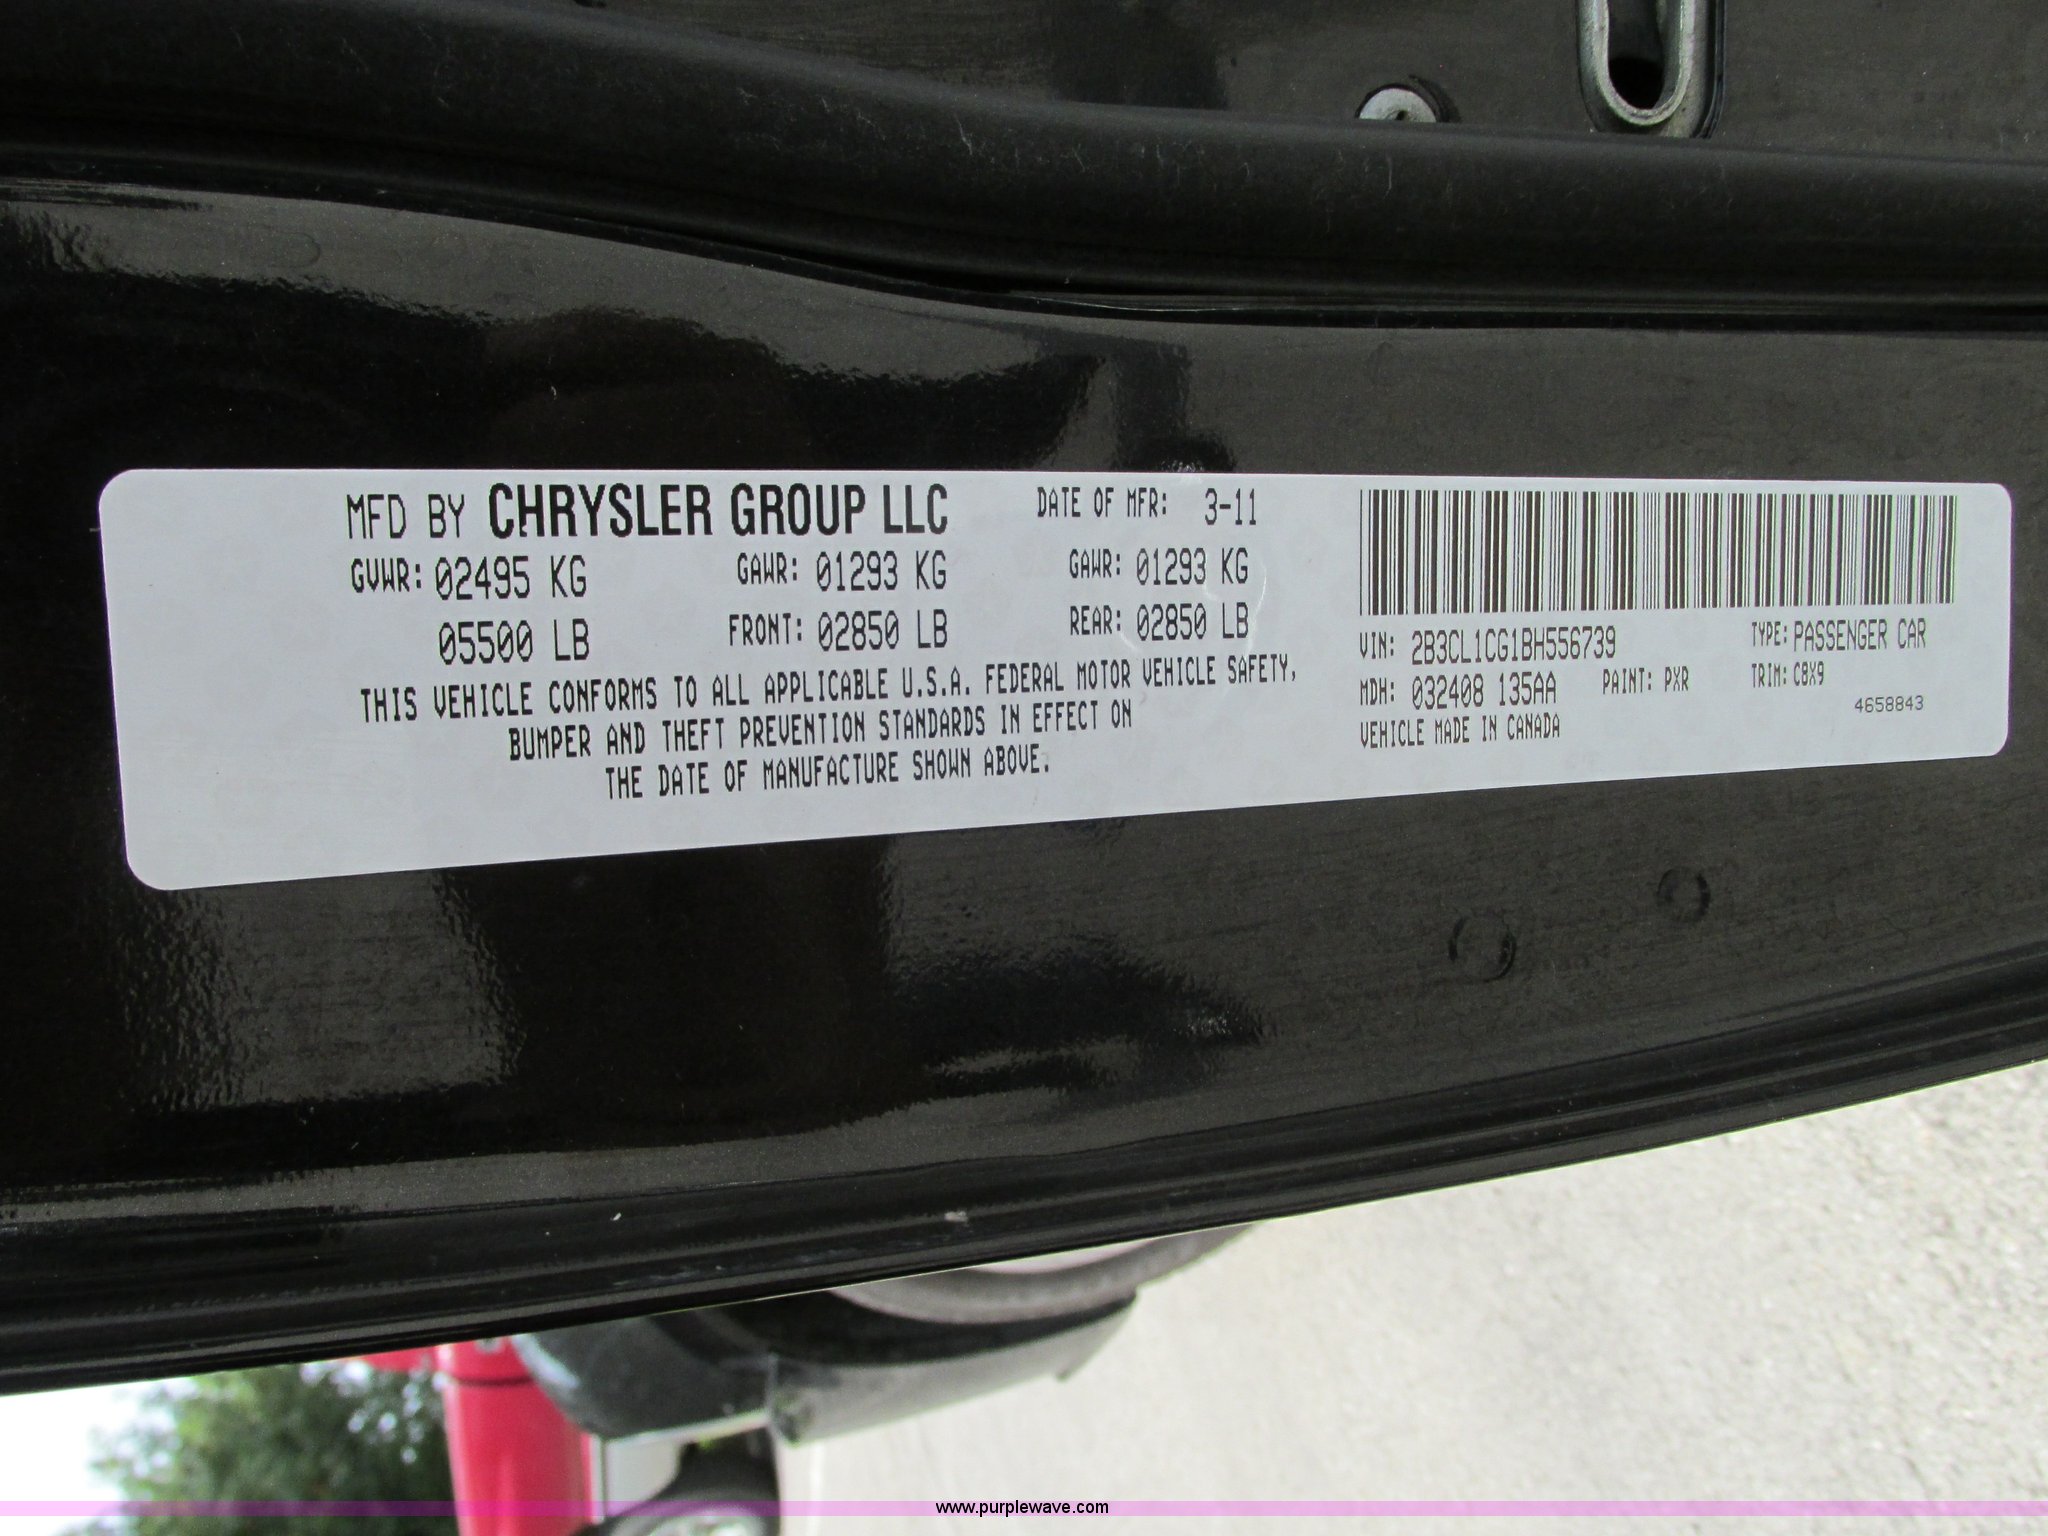 MFD BY CHRYSLER GROUP LLC DATE OF MFR: 3-11
GVWR: 02495 KG GAWR: 01293 KG GAWR: 01293 KG
05500 LB FRONT: 02850 LB REAR: 02850 LB
THIS VEHICLE CONFORMS TO ALL APPLICABLE U.S.A. FEDERAL MOTOR VEHICLE SAFETY,
BUMPER AND THEFT PREVENTION STANDARDS IN EFFECT ON
THE DATE OF MANUFACTURE SHOWN ABOVE.
VIN: 2B3CL1CG1BH556739 TYPE: PASSENGER CAR
MDH: 032408 135AA PAINT: PXR TRIM: C8X9
VEHICLE MADE IN CANADA 4658843
www.purplewave.com